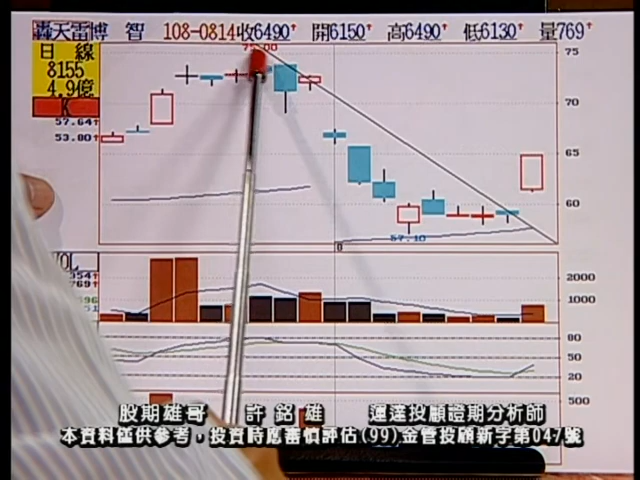 轟天雷博 智 108-0814收6490↑ 開6150↑ 高6490↑ 低6130↑ 量769↑
日 線
8155
4.9億
K
57.64↑
53.80↑
75.00
75
70
65
60
57.10
0
VOL
2000
1000
80
50
20
500
股期雄哥 許銘雄 運達投顧證期分析師
本資料僅供參考，投資時應審慎評估(99)金管投顧新字第047號